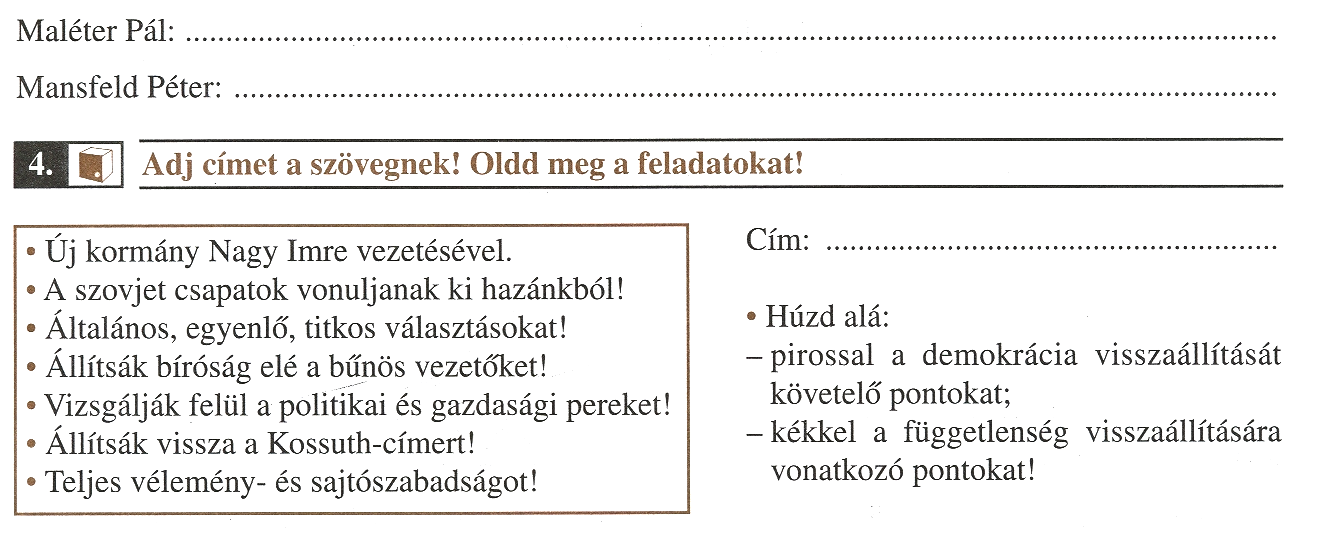 Maléter Pál: ............................................................
Mansfeld Péter: ............................................................
4. Adj címet a szövegnek! Oldd meg a feladatokat!
• Új kormány Nagy Imre vezetésével.
• A szovjet csapatok vonuljanak ki hazánkból!
• Általános, egyenlő, titkos választásokat!
• Állítsák bíróság elé a bűnös vezetőket!
• Vizsgálják felül a politikai és gazdasági pereket!
• Állítsák vissza a Kossuth-címert!
• Teljes vélemény- és sajtószabadságot!
Cím: ............................................................
• Húzd alá:
– pirossal a demokrácia visszaállítását
követelő pontokat;
– kékkel a függetlenség visszaállítására
vonatkozó pontokat!